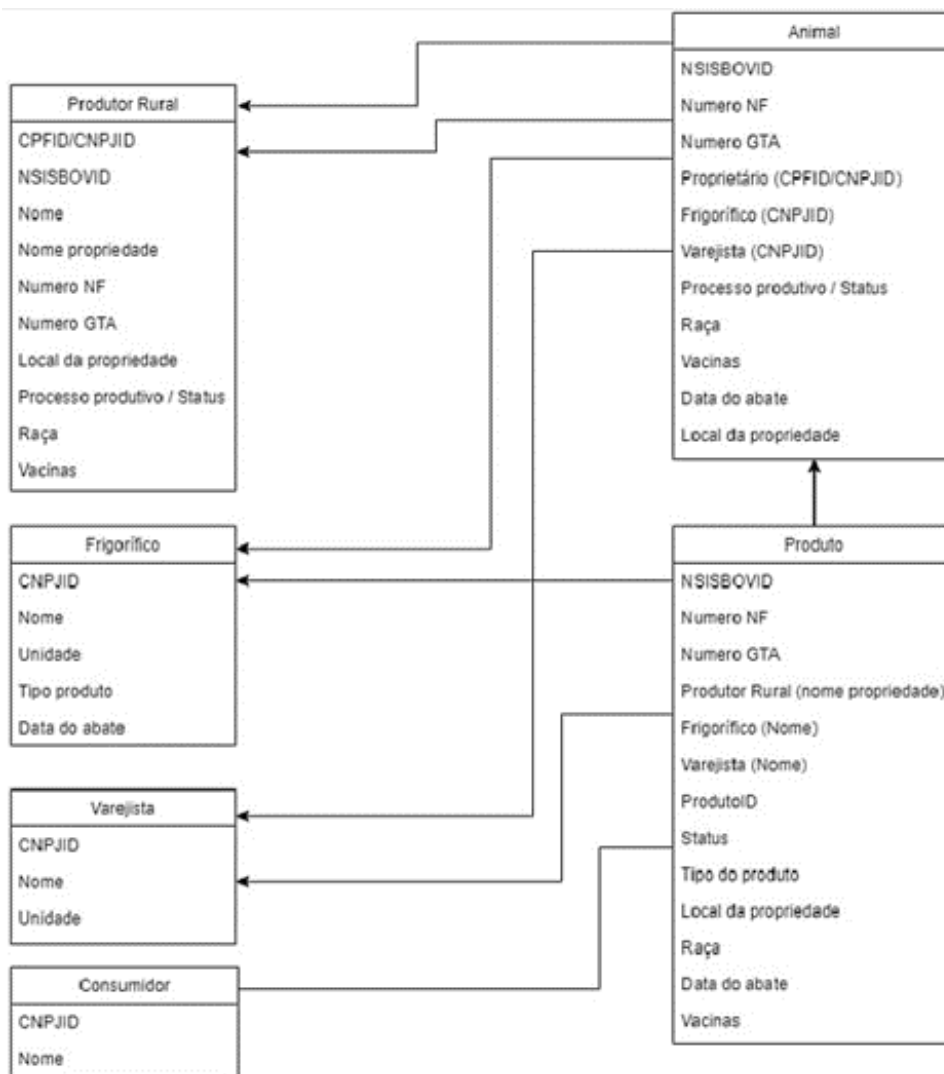 Produtor Rural
CPFID/CNPJID
NSISBOVID
Nome
Nome propriedade
Numero NF
Numero GTA
Local da propriedade
Processo produtivo / Status
Raça
Vacinas
Frigorífico
CNPJID
Nome
Unidade
Tipo produto
Data do abate
Varejista
CNPJID
Nome
Unidade
Consumidor
CNPJID
Nome
Animal
NSISBOVID
Numero NF
Numero GTA
Proprietário (CPFID/CNPJID)
Frigorífico (CNPJID)
Varejista (CNPJID)
Processo produtivo / Status
Raça
Vacinas
Data do abate
Local da propriedade
Produto
NSISBOVID
Numero NF
Numero GTA
Produtor Rural (nome propriedade)
Frigorífico (Nome)
Varejista (Nome)
ProdutoID
Status
Tipo do produto
Local da propriedade
Raça
Data do abate
Vacinas